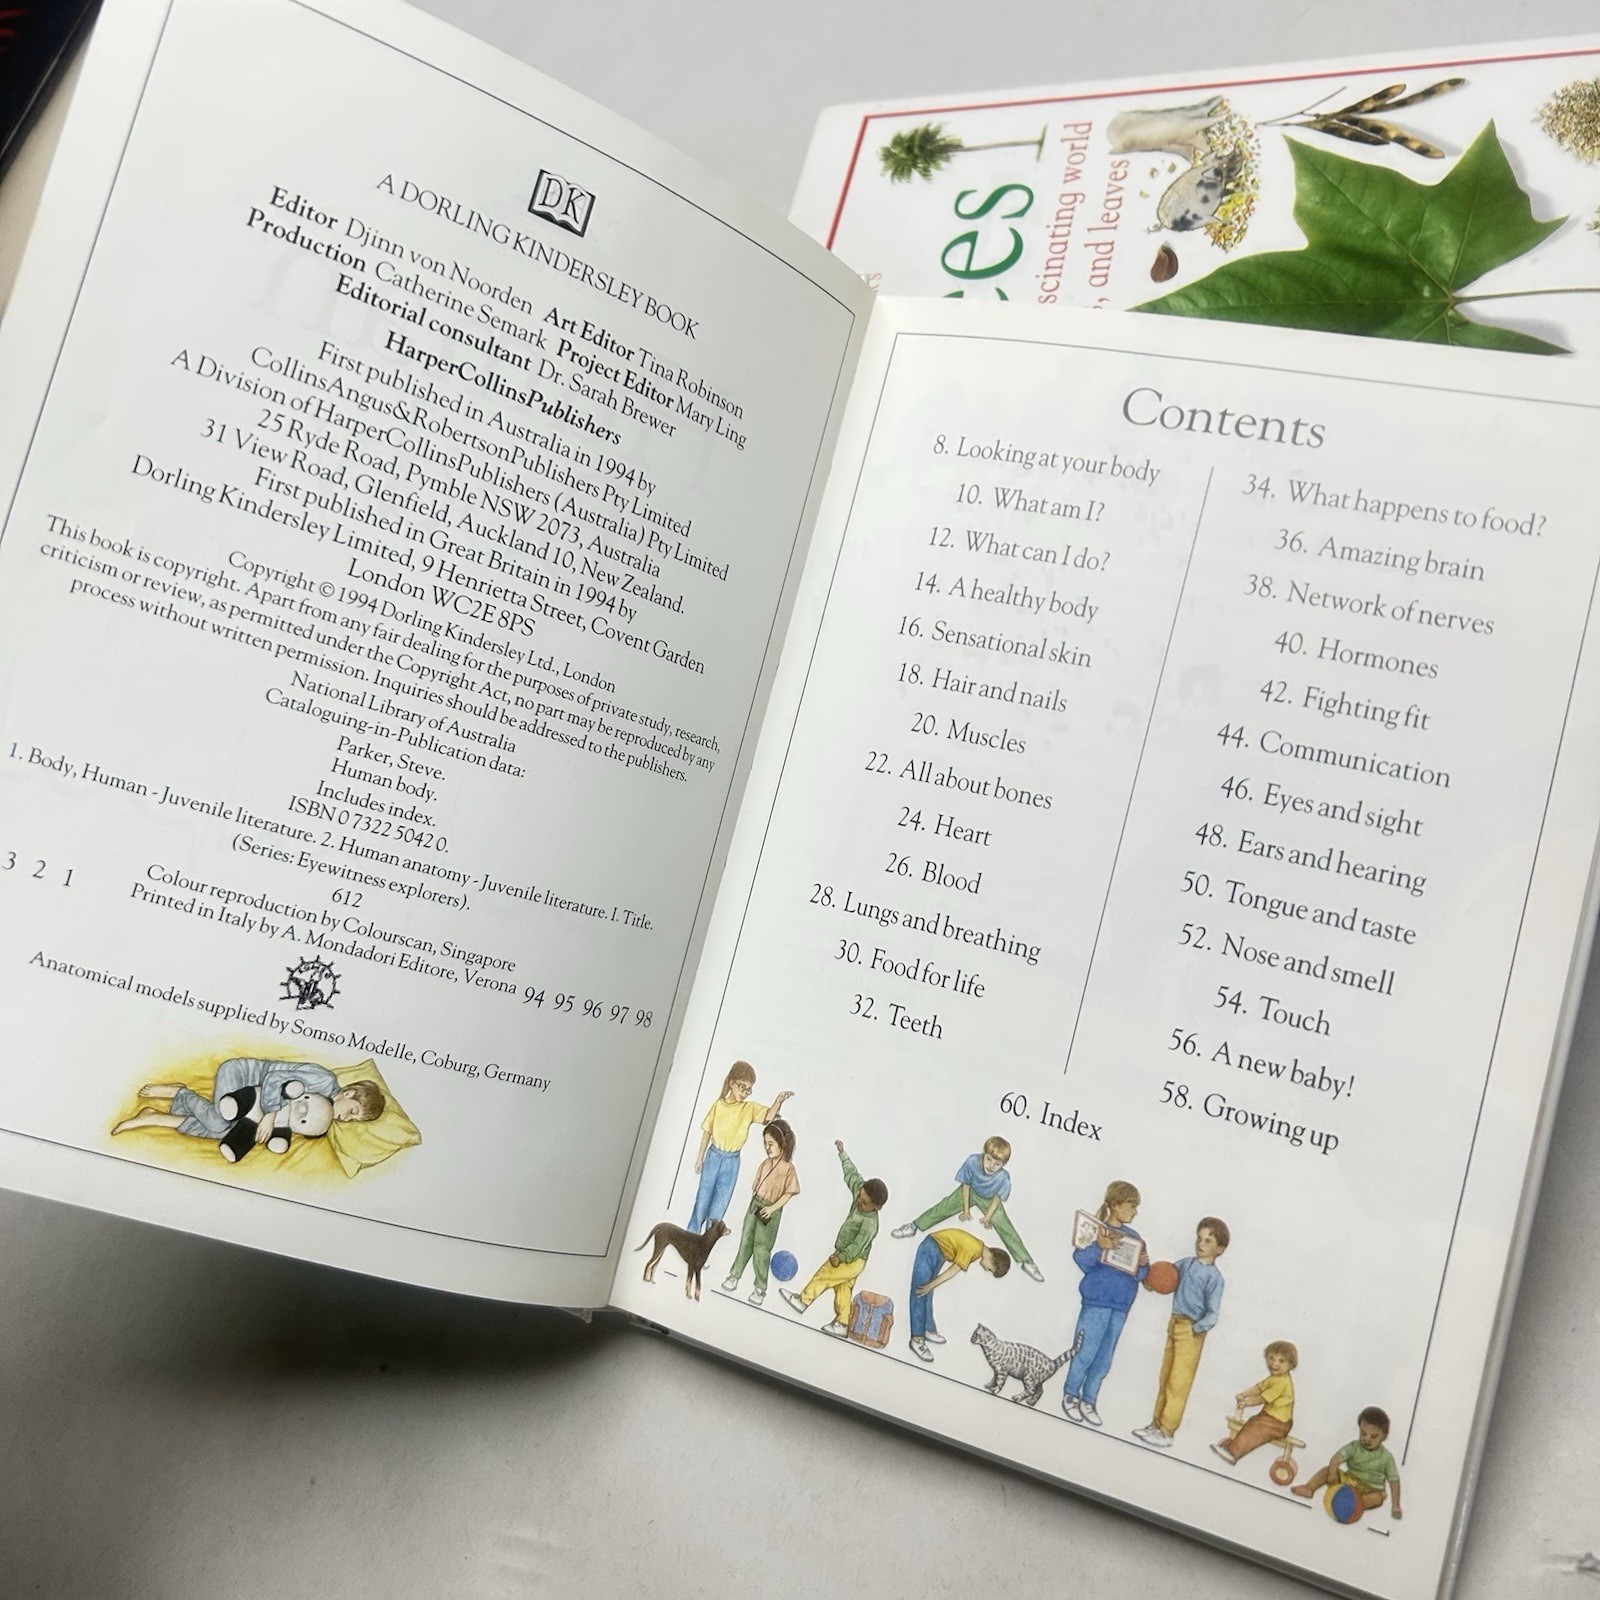 DK
A DORLING KINDERSLEY BOOK
Editor Djinn von Noorden Art Editor Tina Robinson
Production Catherine Semark Project Editor Mary Ling
Editorial consultant Dr. Sarah Brewer
HarperCollinsPublishers
First published in Australia in 1994 by
CollinsAngus&RobertsonPublishers Pty Limited
A Division of HarperCollinsPublishers (Australia) Pty Limited
25 Ryde Road, Pymble NSW 2073, Australia
31 View Road, Glenfield, Auckland 10, New Zealand.
First published in Great Britain in 1994 by
Dorling Kindersley Limited, 9 Henrietta Street, Covent Garden
London WC2E 8PS
Copyright © 1994 Dorling Kindersley Ltd., London
This book is copyright. Apart from any fair dealing for the purposes of private study, research,
criticism or review, as permitted under the Copyright Act, no part may be reproduced by any
process without written permission. Inquiries should be addressed to the publishers.
National Library of Australia
Cataloguing-in-Publication data:
Parker, Steve.
Human body.
Includes index.
ISBN 0 7322 5042 0.
1. Body, Human - Juvenile literature. 2. Human anatomy - Juvenile literature. I. Title.
(Series: Eyewitness explorers).
612
Colour reproduction by Colourscan, Singapore
Printed in Italy by A. Mondadori Editore, Verona 94 95 96 97 98
3 2 1
Anatomical models supplied by Somso Modelle, Coburg, Germany
Contents
8. Looking at your body
10. What am I?
12. What can I do?
14. A healthy body
16. Sensational skin
18. Hair and nails
20. Muscles
22. All about bones
24. Heart
26. Blood
28. Lungs and breathing
30. Food for life
32. Teeth
34. What happens to food?
36. Amazing brain
38. Network of nerves
40. Hormones
42. Fighting fit
44. Communication
46. Eyes and sight
48. Ears and hearing
50. Tongue and taste
52. Nose and smell
54. Touch
56. A new baby!
58. Growing up
60. Index
ees
scinating world
, and leaves